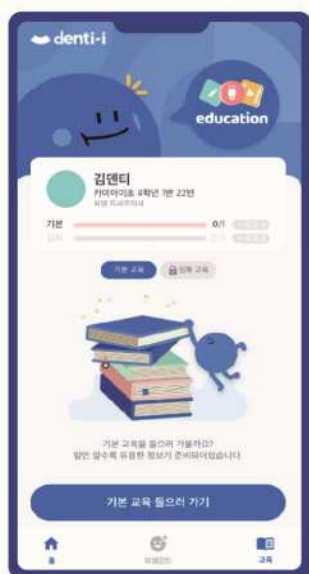 denti-i
education
김덴티
카이아이초 4학년 7반 22번
기본 0/1
심화
기본 교육
심화 교육
기본 교육을 들으러 가볼까요?
알면 알수록 유용한 정보가 준비되어있습니다
기본 교육 들으러 가기
홈
교육